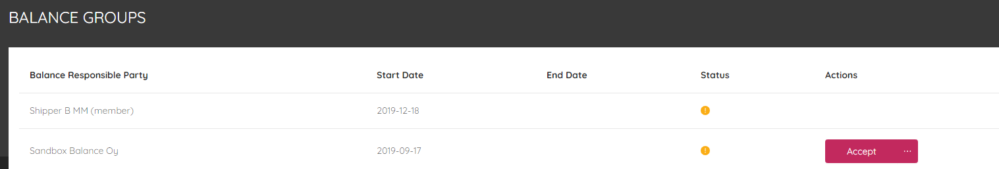 BALANCE GROUPS
Balance Responsible Party Start Date End Date Status Actions
Shipper B MM (member) 2019-12-18
Sandbox Balance Oy 2019-09-17 Accept ...